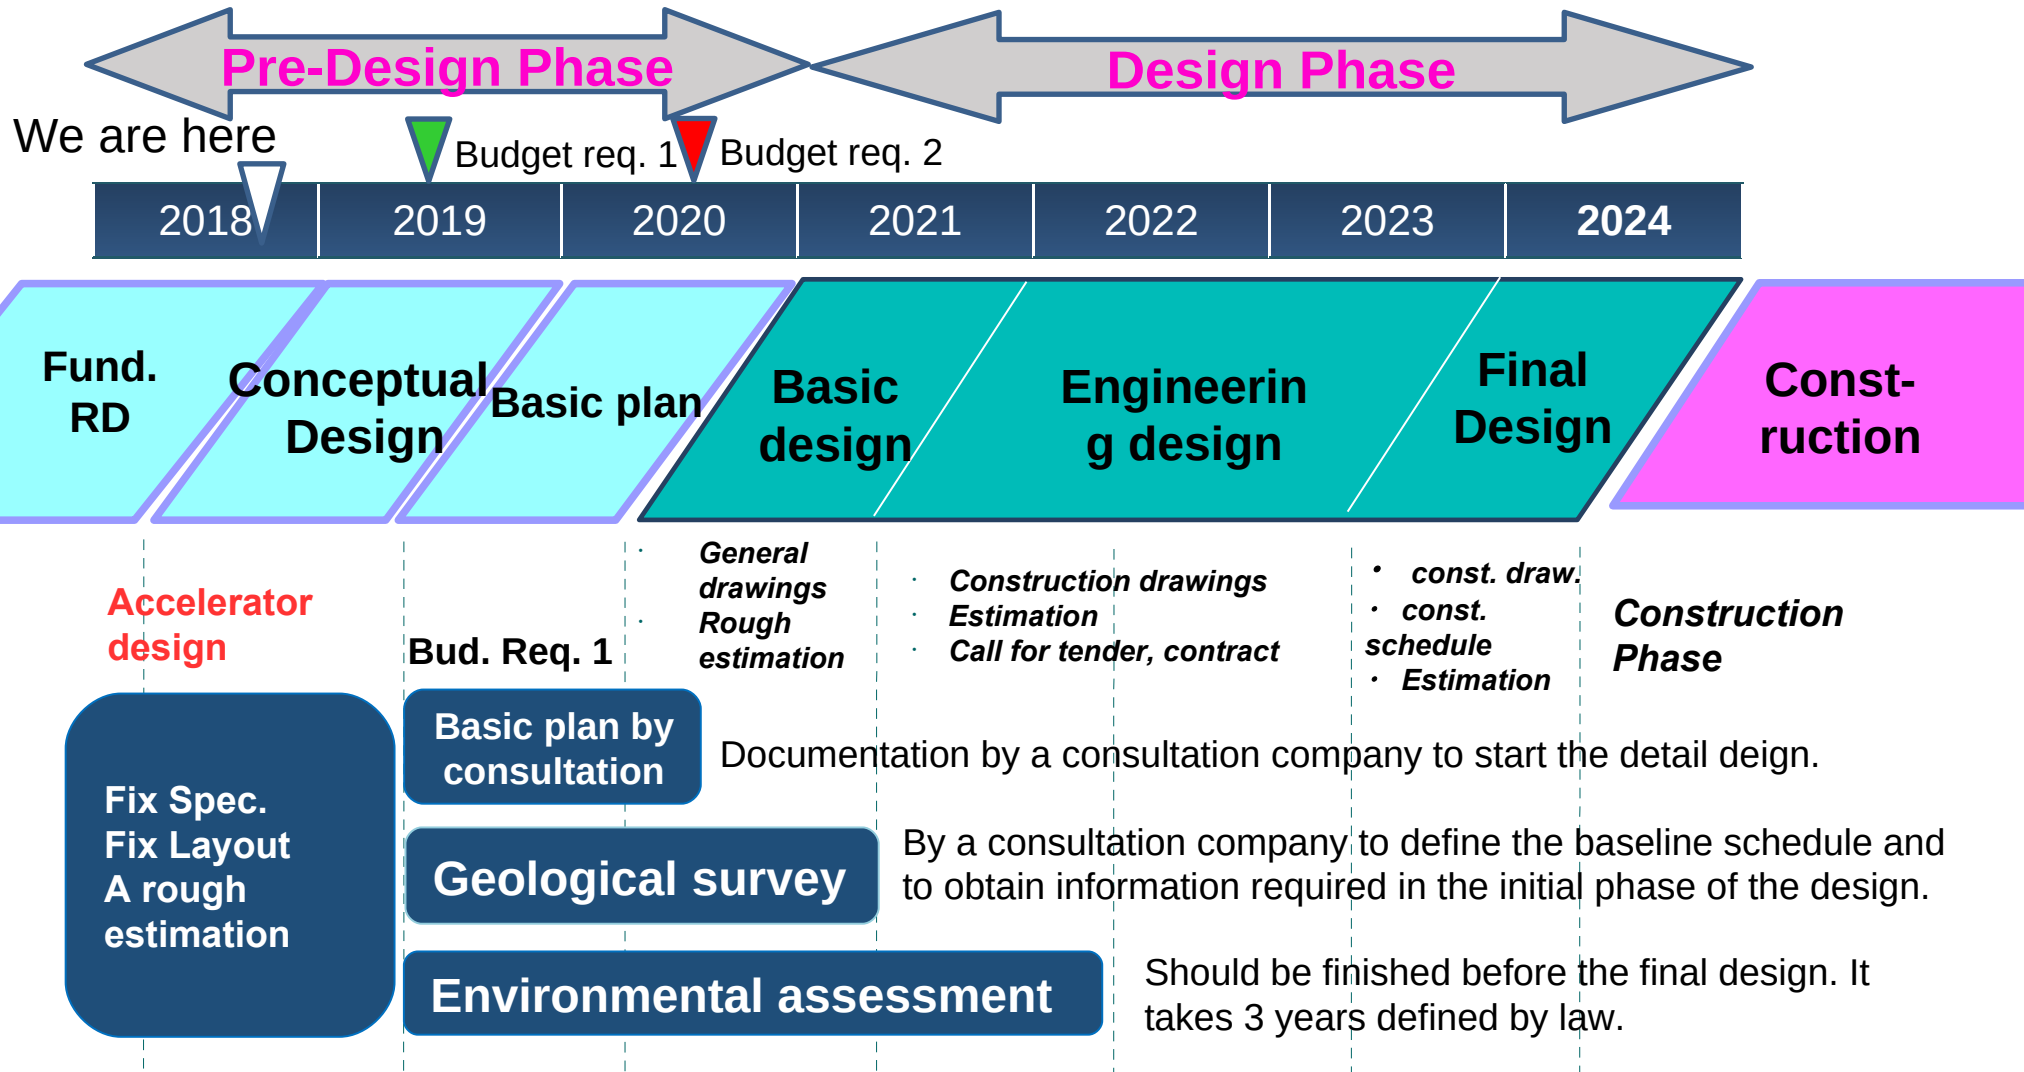 Pre-Design Phase
Design Phase
We are here
Budget req. 1
Budget req. 2
2018
2019
2020
2021
2022
2023
2024
Fund.
RD
Conceptual
Design
Basic plan
Basic
design
Engineerin
g design
Final
Design
Const-
ruction
Accelerator
design
Bud. Req. 1
· General
drawings
· Rough
estimation
· Construction drawings
· Estimation
· Call for tender, contract
・ const. draw.
・ const.
schedule
・ Estimation
Construction
Phase
Fix Spec.
Fix Layout
A rough
estimation
Basic plan by
consultation
Documentation by a consultation company to start the detail deign.
Geological survey
By a consultation company to define the baseline schedule and
to obtain information required in the initial phase of the design.
Environmental assessment
Should be finished before the final design. It
takes 3 years defined by law.